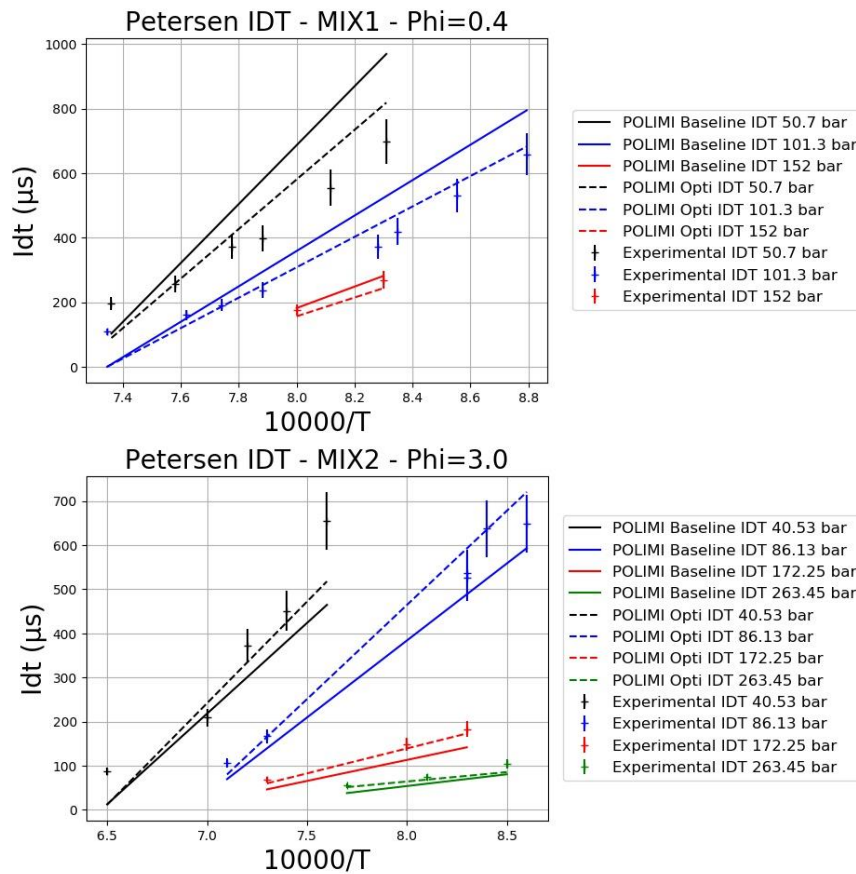 Petersen IDT - MIX1 - Phi=0.4
Idt (µs)
1000
800
600
400
200
0
7.4 7.6 7.8 8.0 8.2 8.4 8.6 8.8
10000/T
POLIMI Baseline IDT 50.7 bar
POLIMI Baseline IDT 101.3 bar
POLIMI Baseline IDT 152 bar
POLIMI Opti IDT 50.7 bar
POLIMI Opti IDT 101.3 bar
POLIMI Opti IDT 152 bar
Experimental IDT 50.7 bar
Experimental IDT 101.3 bar
Experimental IDT 152 bar
Petersen IDT - MIX2 - Phi=3.0
Idt (µs)
700
600
500
400
300
200
100
0
6.5 7.0 7.5 8.0 8.5
10000/T
POLIMI Baseline IDT 40.53 bar
POLIMI Baseline IDT 86.13 bar
POLIMI Baseline IDT 172.25 bar
POLIMI Baseline IDT 263.45 bar
POLIMI Opti IDT 40.53 bar
POLIMI Opti IDT 86.13 bar
POLIMI Opti IDT 172.25 bar
POLIMI Opti IDT 263.45 bar
Experimental IDT 40.53 bar
Experimental IDT 86.13 bar
Experimental IDT 172.25 bar
Experimental IDT 263.45 bar